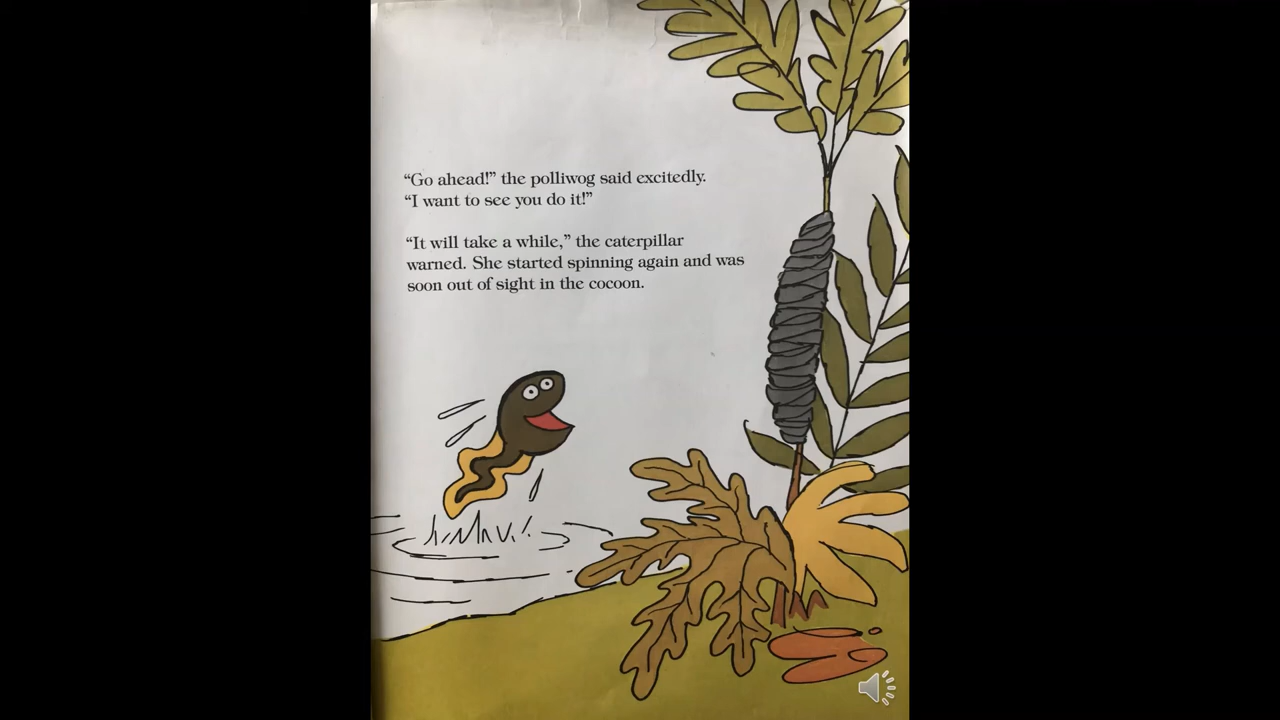 “Go ahead!” the polliwog said excitedly.
“I want to see you do it!”
“It will take a while,” the caterpillar
warned. She started spinning again and was
soon out of sight in the cocoon.